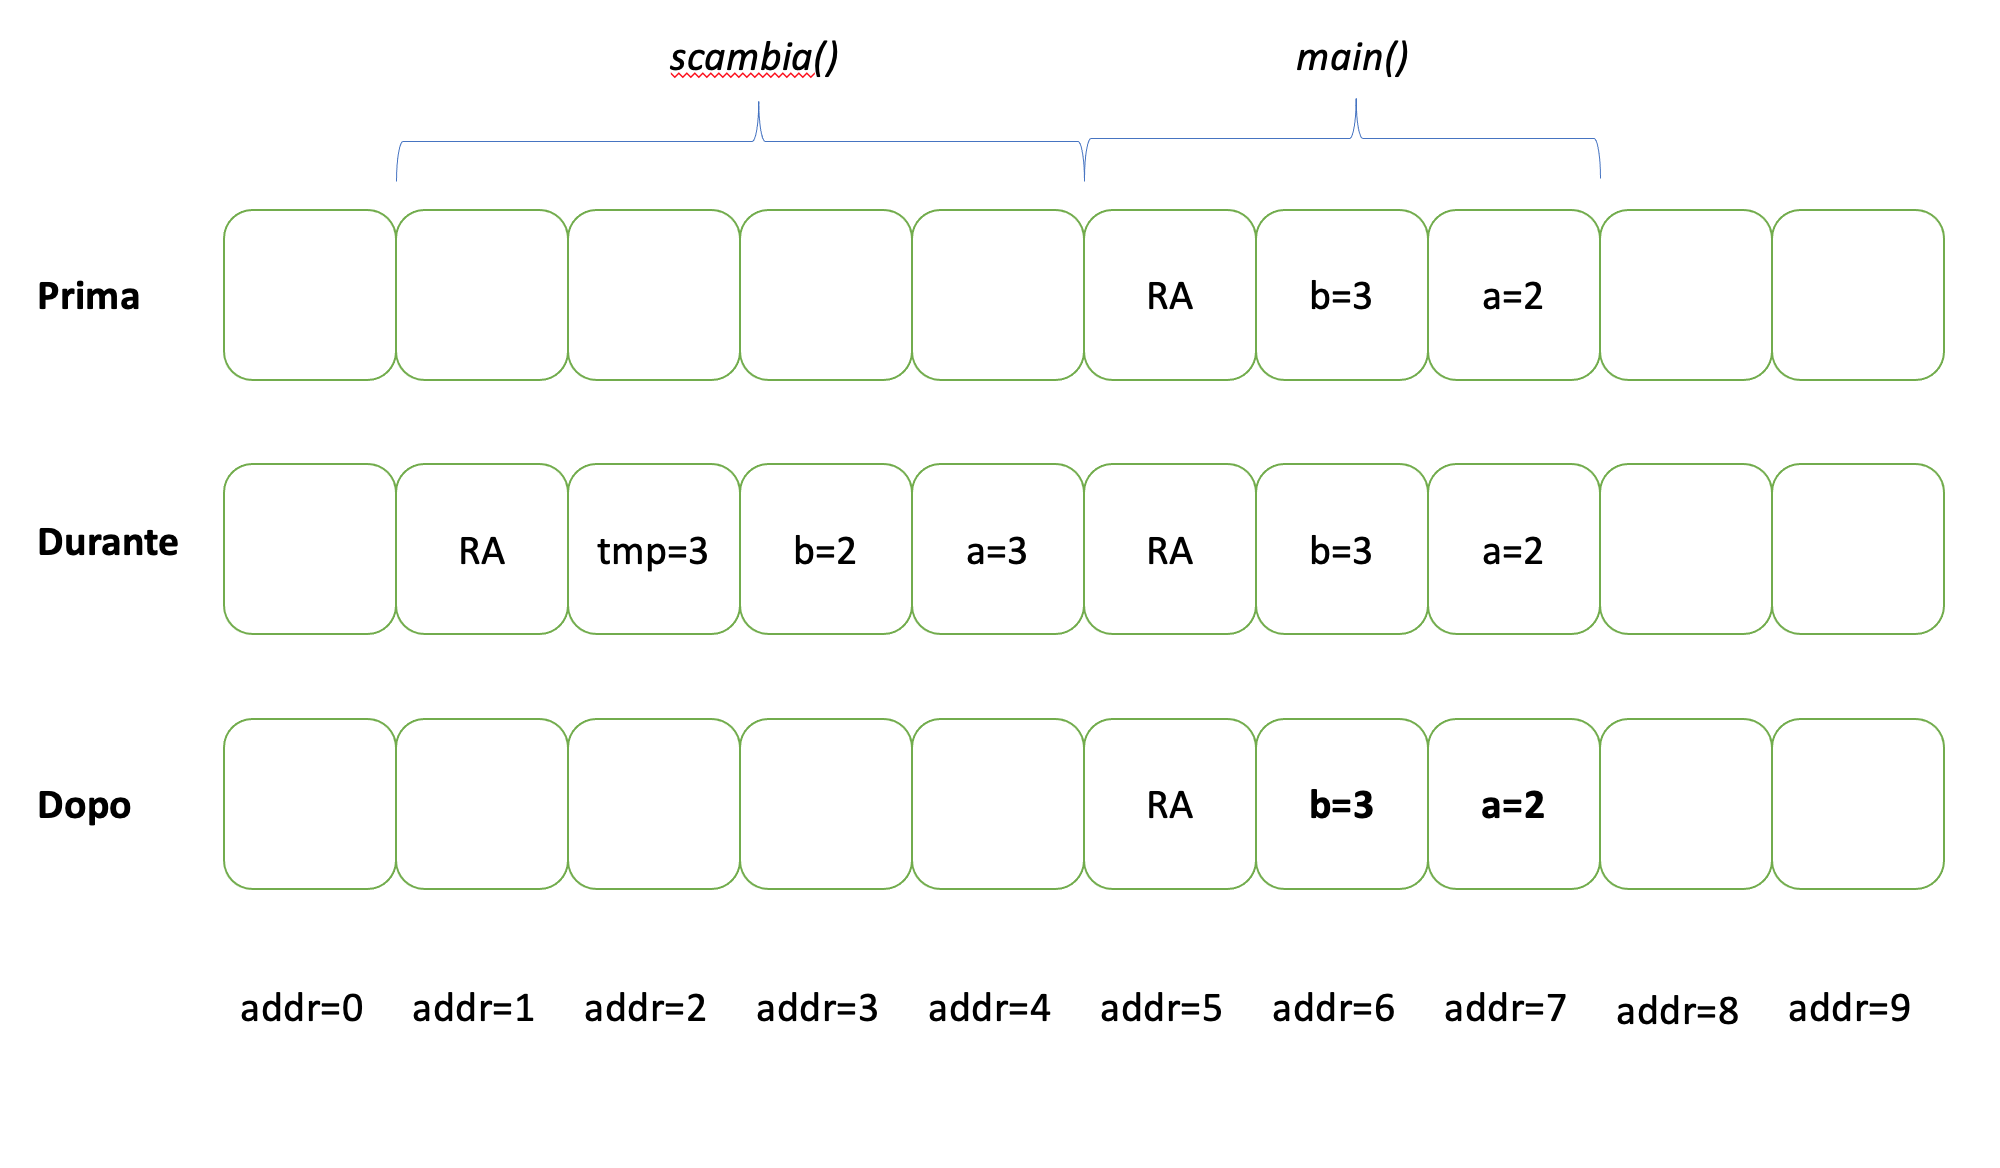 scambia() main()
Prima RA b=3 a=2
Durante RA tmp=3 b=2 a=3 RA b=3 a=2
Dopo RA b=3 a=2
addr=0 addr=1 addr=2 addr=3 addr=4 addr=5 addr=6 addr=7 addr=8 addr=9